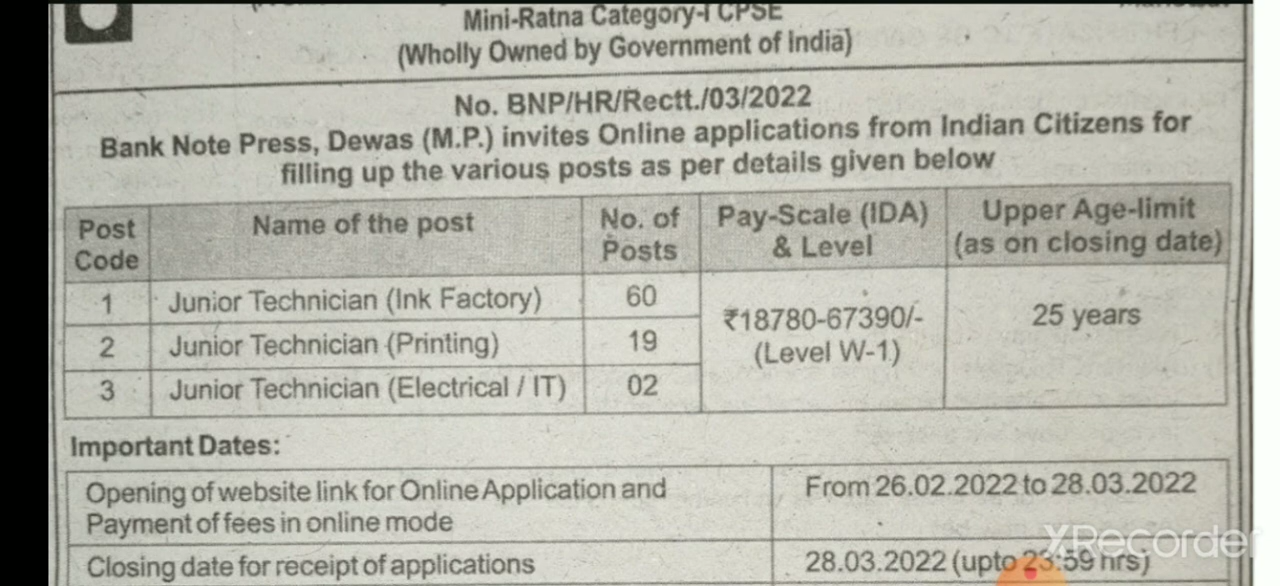 Mini-Ratna Category-I CPSE
(Wholly Owned by Government of India)
No. BNP/HR/Rectt./03/2022
Bank Note Press, Dewas (M.P.) invites Online applications from Indian Citizens for
filling up the various posts as per details given below
Post Code | Name of the post | No. of Posts | Pay-Scale (IDA) & Level | Upper Age-limit (as on closing date)
1 | Junior Technician (Ink Factory) | 60 | ₹18780-67390/- (Level W-1) | 25 years
2 | Junior Technician (Printing) | 19
3 | Junior Technician (Electrical / IT) | 02
Important Dates:
Opening of website link for Online Application and Payment of fees in online mode | From 26.02.2022 to 28.03.2022
Closing date for receipt of applications | 28.03.2022 (upto 23:59 hrs)
XRecorder